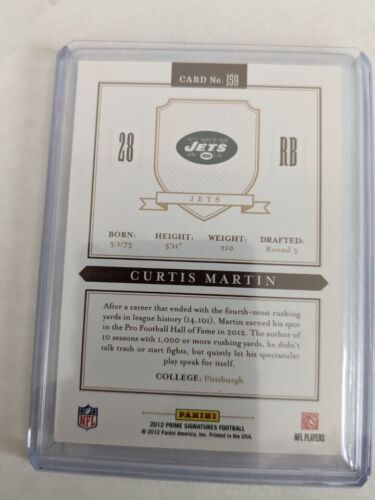 CARD No. 159
28
JETS
RB
JETS
BORN: HEIGHT: WEIGHT: DRAFTED:
5/1/73 5'11" 210 Round 3
CURTIS MARTIN
After a career that ended with the fourth-most rushing
yards in league history (14,101), Martin earned his spot
in the Pro Football Hall of Fame in 2012. The author of
10 seasons with 1,000 or more rushing yards, he didn't
talk trash or start fights, but quietly let his spectacular
play speak for itself.
COLLEGE: Pittsburgh
NFL
PANINI
2012 PRIME SIGNATURES FOOTBALL
© 2012 Panini America, Inc. Printed in the USA.
NFL PLAYERS